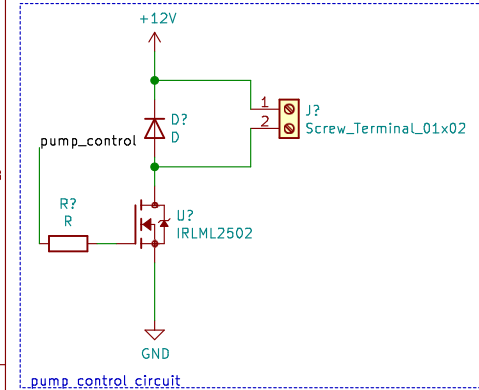 +12V
1
J?
D?
2
Screw_Terminal_01x02
D
pump_control
R?
U?
R
IRLML2502
GND
pump control circuit